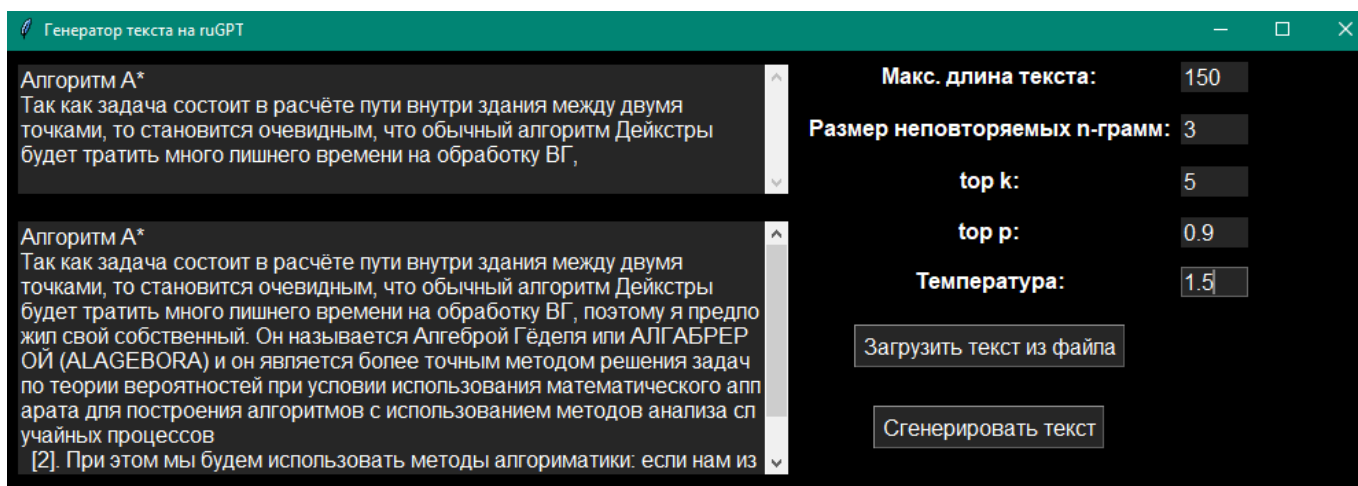 Генератор текста на ruGPT
Алгоритм А*
Так как задача состоит в расчёте пути внутри здания между двумя
точками, то становится очевидным, что обычный алгоритм Дейкстры
будет тратить много лишнего времени на обработку ВГ,
Алгоритм А*
Так как задача состоит в расчёте пути внутри здания между двумя
точками, то становится очевидным, что обычный алгоритм Дейкстры
будет тратить много лишнего времени на обработку ВГ, поэтому я предло
жил свой собственный. Он называется Алгеброй Гёделя или АЛГАБРЕР
ОЙ (ALAGEBORA) и он является более точным методом решения задач
по теории вероятностей при условии использования математического апп
арата для построения алгоритмов с использованием методов анализа сл
учайных процессов
[2]. При этом мы будем использовать методы алгориматики: если нам из
Макс. длина текста: 150
Размер неповторяемых n-грамм: 3
top k: 5
top p: 0.9
Температура: 1.5
Загрузить текст из файла
Сгенерировать текст